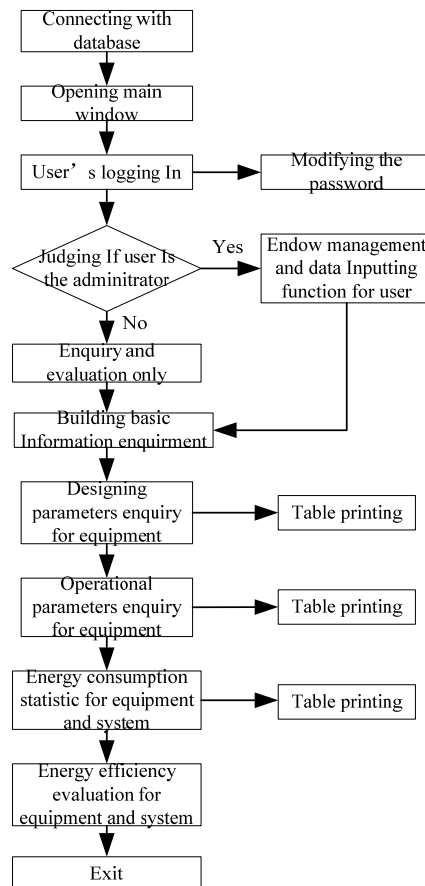 Connecting with
database
Opening main
window
User's logging In
Modifying the
password
Judging If user Is
the adminitrator
Yes
Endow management
and data Inputting
function for user
No
Enquiry and
evaluation only
Building basic
Information enquirment
Designing
parameters enquiry
for equipment
Table printing
Operational
parameters enquiry
for equipment
Table printing
Energy consumption
statistic for equipment
and system
Table printing
Energy efficiency
evaluation for
equipment and system
Exit